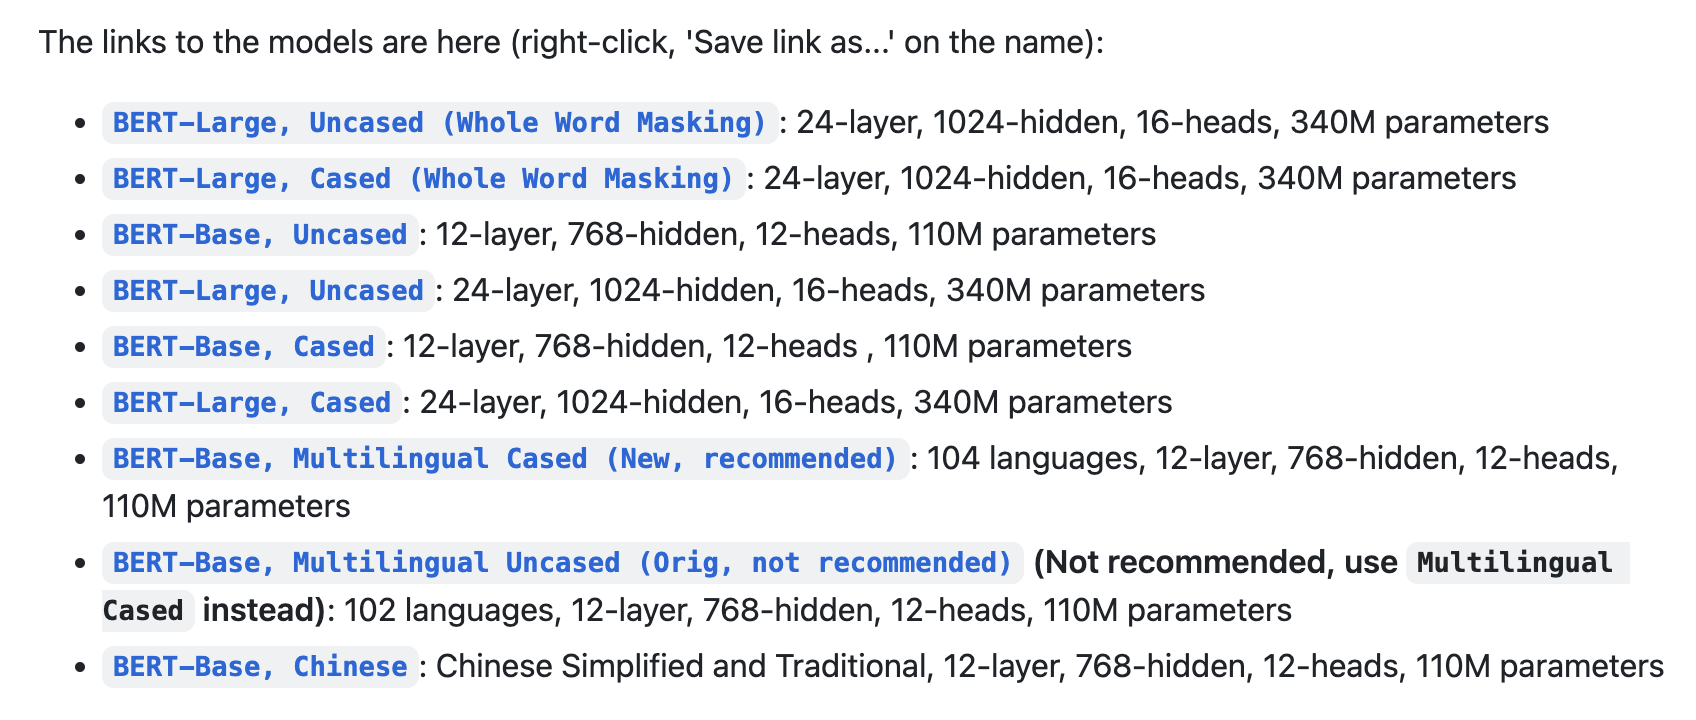 The links to the models are here (right-click, 'Save link as...' on the name):
• BERT-Large, Uncased (Whole Word Masking): 24-layer, 1024-hidden, 16-heads, 340M parameters
• BERT-Large, Cased (Whole Word Masking): 24-layer, 1024-hidden, 16-heads, 340M parameters
• BERT-Base, Uncased: 12-layer, 768-hidden, 12-heads, 110M parameters
• BERT-Large, Uncased: 24-layer, 1024-hidden, 16-heads, 340M parameters
• BERT-Base, Cased: 12-layer, 768-hidden, 12-heads , 110M parameters
• BERT-Large, Cased: 24-layer, 1024-hidden, 16-heads, 340M parameters
• BERT-Base, Multilingual Cased (New, recommended): 104 languages, 12-layer, 768-hidden, 12-heads,
110M parameters
• BERT-Base, Multilingual Uncased (Orig, not recommended) (Not recommended, use Multilingual
Cased instead): 102 languages, 12-layer, 768-hidden, 12-heads, 110M parameters
• BERT-Base, Chinese: Chinese Simplified and Traditional, 12-layer, 768-hidden, 12-heads, 110M parameters